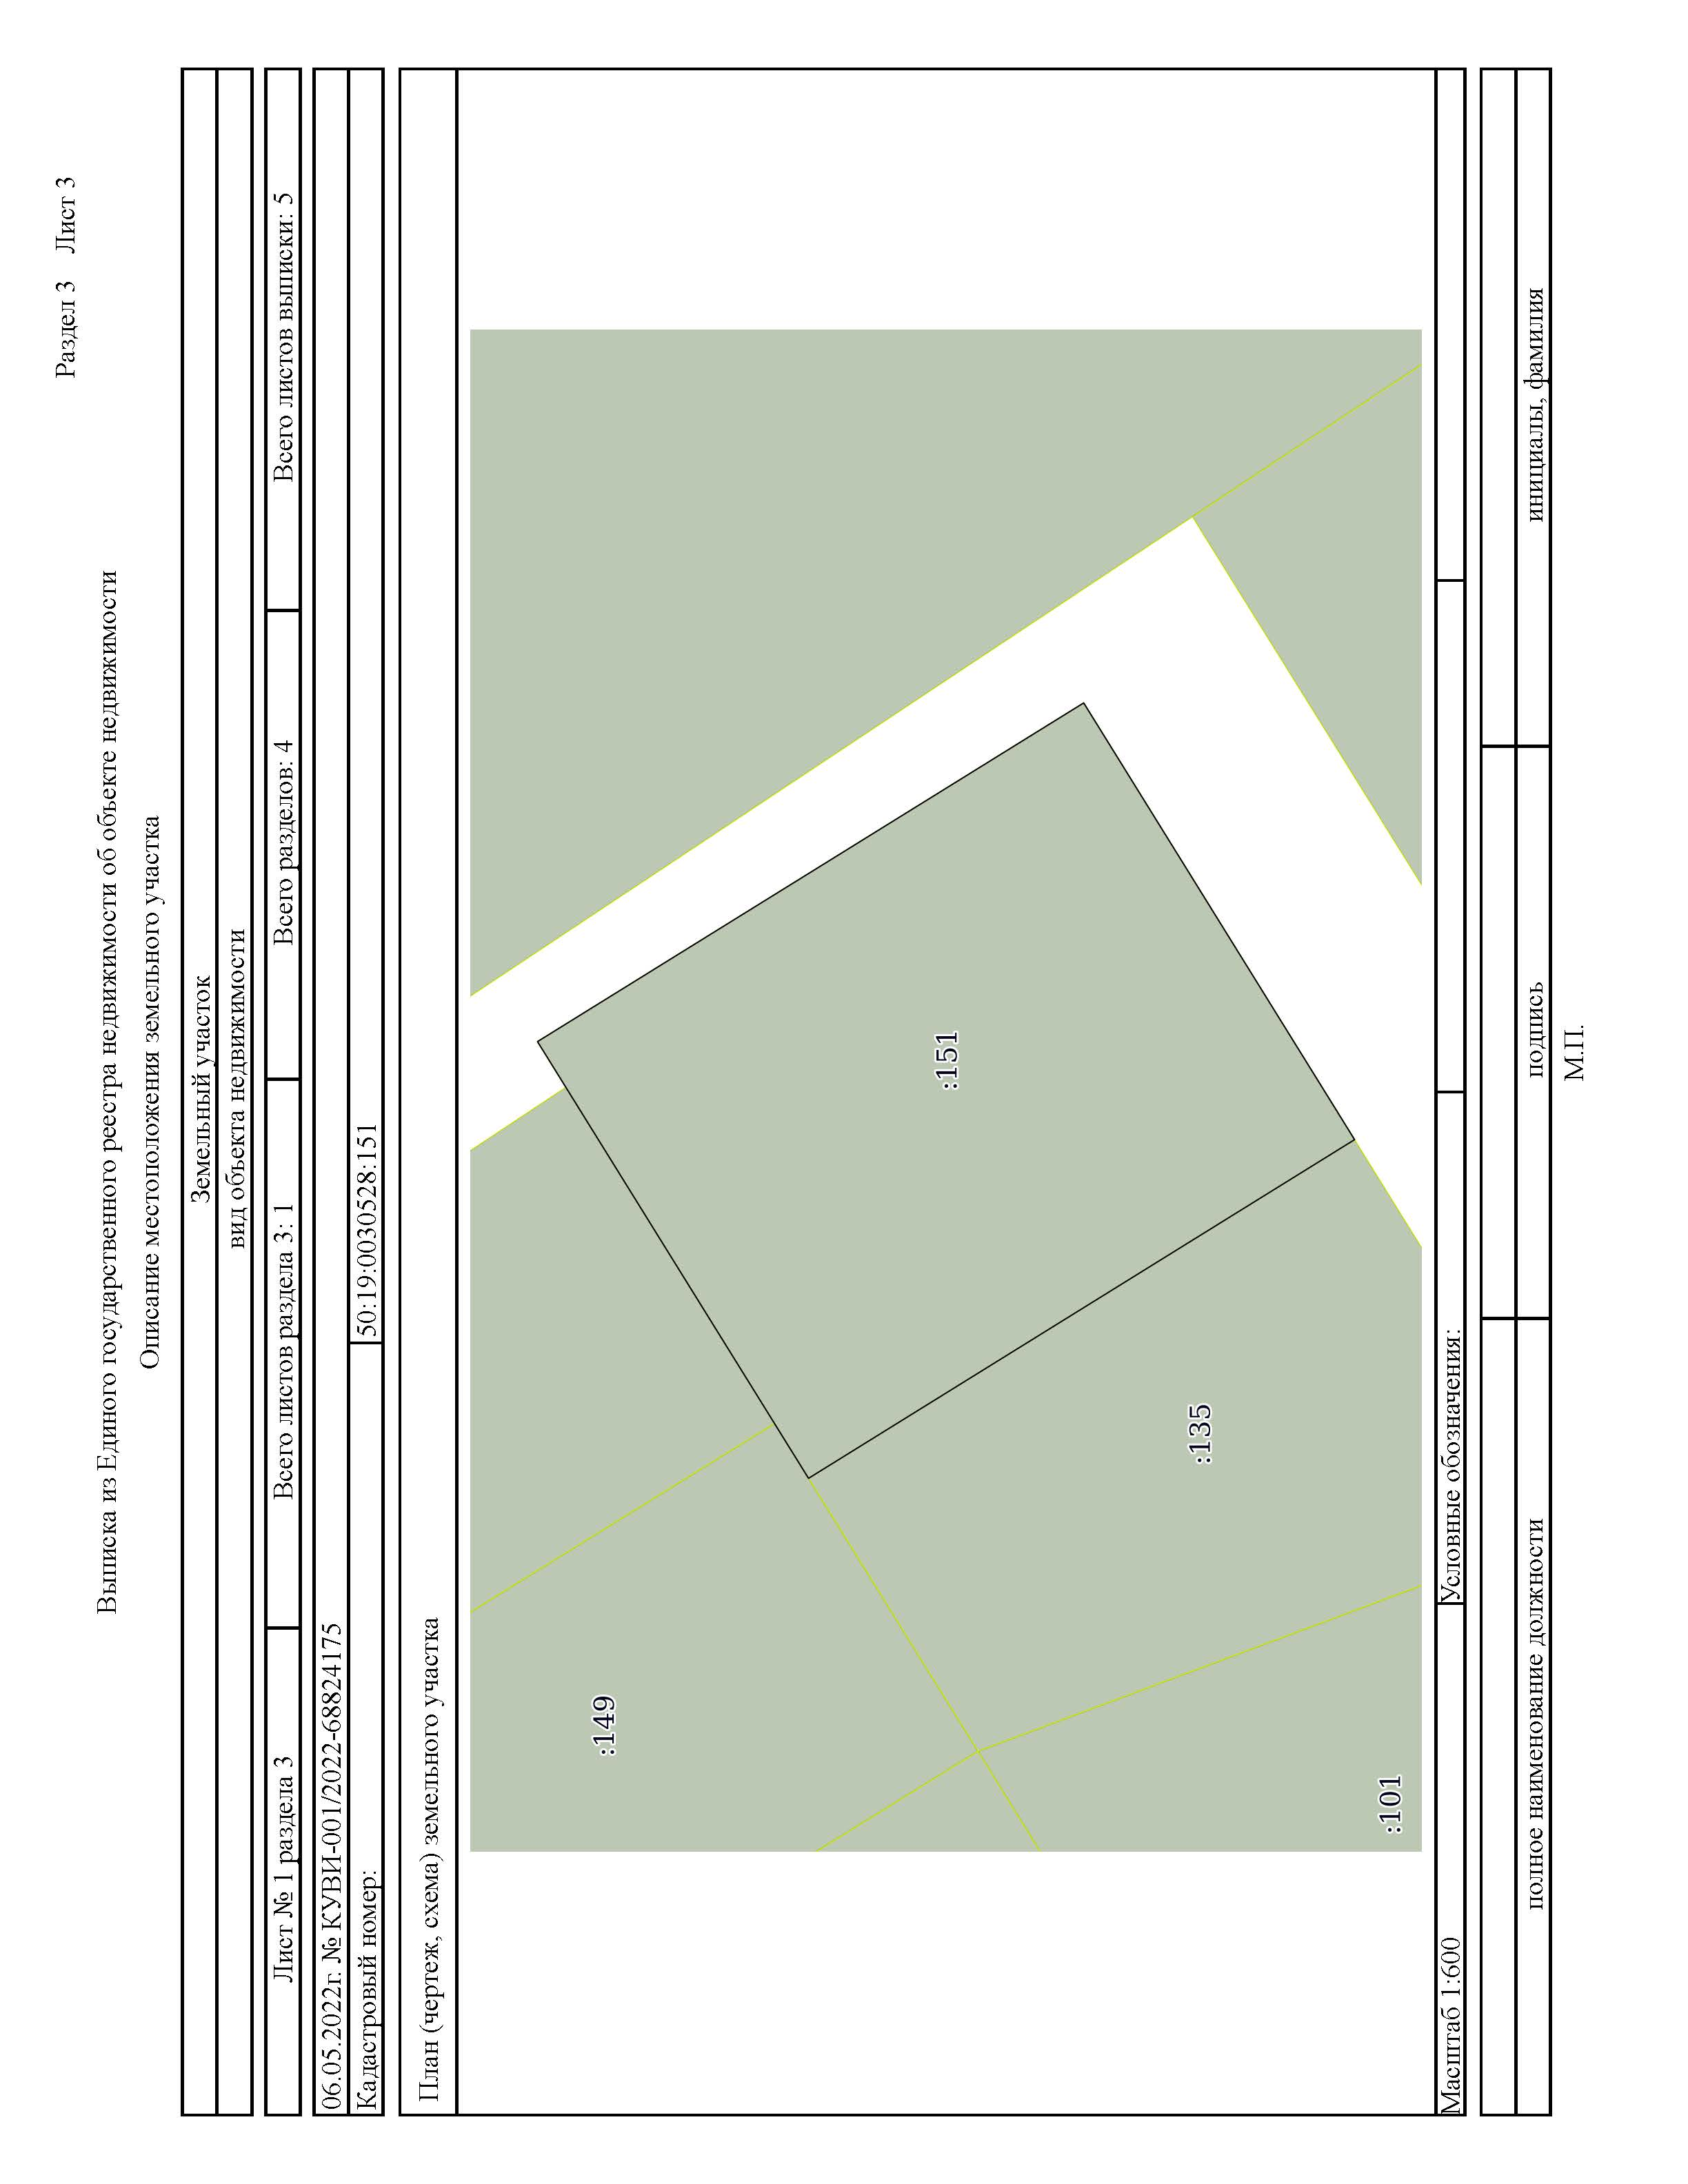 Раздел 3 Лист 3
Выписка из Единого государственного реестра недвижимости об объекте недвижимости
Описание местоположения земельного участка
Земельный участок
вид объекта недвижимости
Лист № 1 раздела 3 Всего листов раздела 3: 1 Всего разделов: 4 Всего листов выписки: 5
06.05.2022г. № КУВИ-001/2022-68824175
Кадастровый номер: 50:19:0030528:151
План (чертеж, схема) земельного участка
:149
:151
:135
:101
Масштаб 1:600 Условные обозначения:
полное наименование должности подпись инициалы, фамилия
М.П.